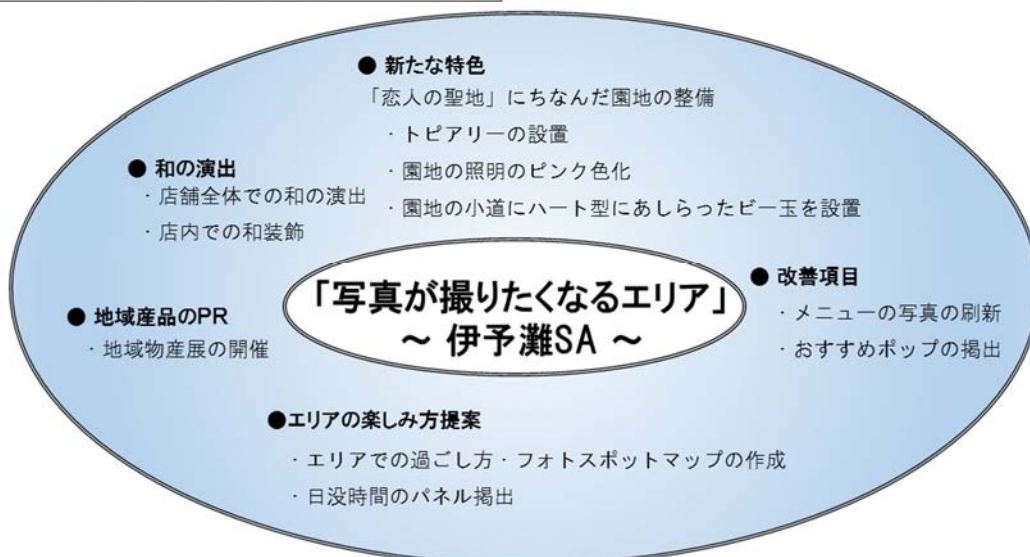 ● 新たな特色
「恋人の聖地」にちなんだ園地の整備
・トピアリーの設置
・園地の照明のピンク色化
・園地の小道にハート型にあしらったビー玉を設置
● 和の演出
・店舗全体での和の演出
・店内での和装飾
「写真が撮りたくなるエリア」
~ 伊予灘SA ~
● 改善項目
・メニューの写真の刷新
・おすすめポップの掲出
● 地域産品のPR
・地域物産展の開催
●エリアの楽しみ方提案
・エリアでの過ごし方・フォトスポットマップの作成
・日没時間のパネル掲出